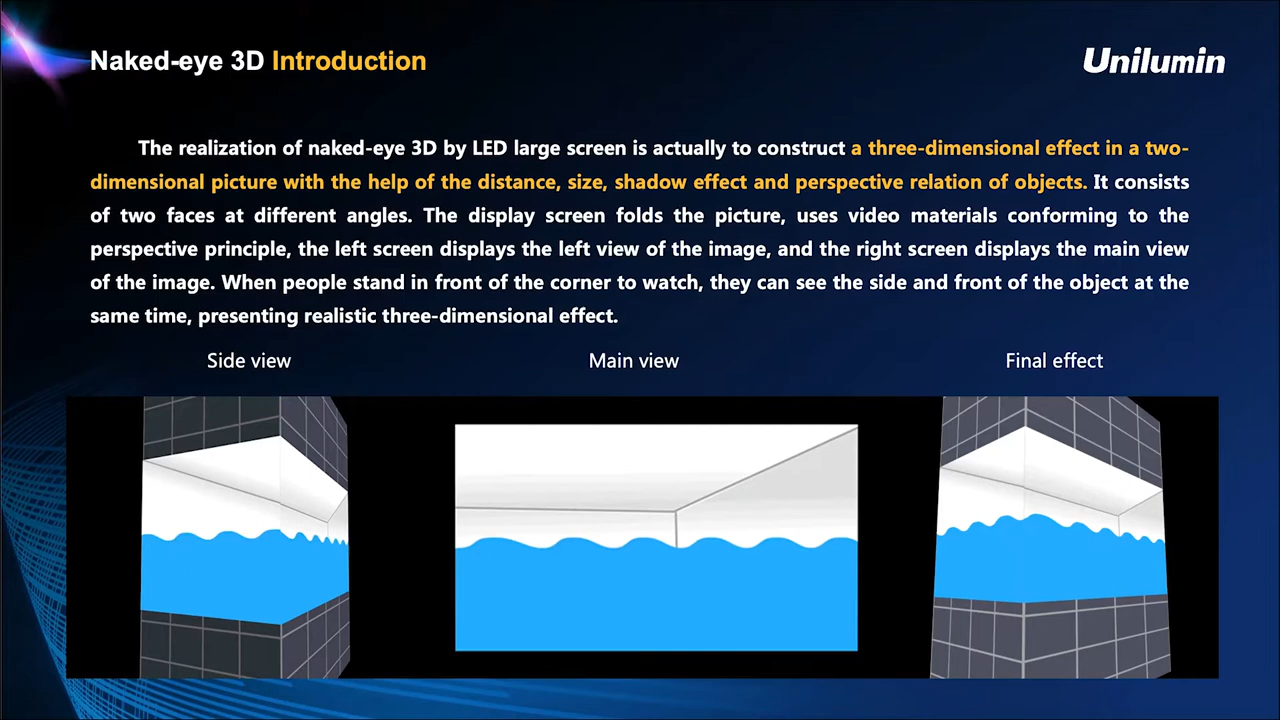 Naked-eye 3D Introduction
Unilumin
The realization of naked-eye 3D by LED large screen is actually to construct a three-dimensional effect in a two-
dimensional picture with the help of the distance, size, shadow effect and perspective relation of objects. It consists
of two faces at different angles. The display screen folds the picture, uses video materials conforming to the
perspective principle, the left screen displays the left view of the image, and the right screen displays the main view
of the image. When people stand in front of the corner to watch, they can see the side and front of the object at the
same time, presenting realistic three-dimensional effect.
Side view
Main view
Final effect